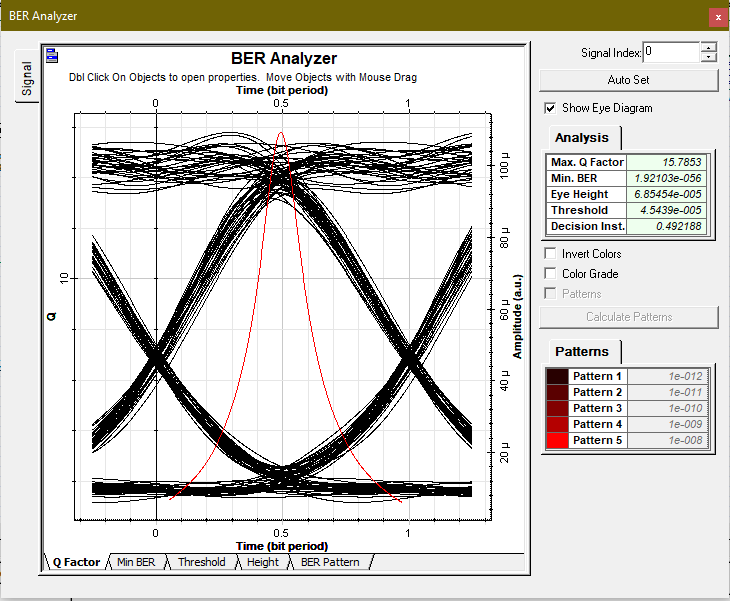 BER Analyzer
Signal
BER Analyzer
Dbl Click On Objects to open properties. Move Objects with Mouse Drag
Time (bit period)
0 0.5 1
Q
10
100 µ
80 µ
60 µ
40 µ
20 µ
Amplitude (a.u.)
0 0.5 1
Time (bit period)
Q Factor Min BER Threshold Height BER Pattern
Signal Index: 0
Auto Set
Show Eye Diagram
Analysis
Max. Q Factor 15.7853
Min. BER 1.92103e-056
Eye Height 6.85454e-005
Threshold 4.5439e-005
Decision Inst. 0.492188
Invert Colors
Color Grade
Patterns
Calculate Patterns
Patterns
Pattern 1 1e-012
Pattern 2 1e-011
Pattern 3 1e-010
Pattern 4 1e-009
Pattern 5 1e-008